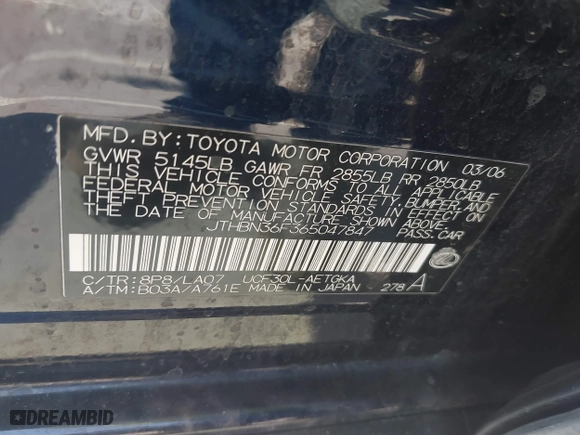 MFD. BY: TOYOTA MOTOR CORPORATION 03/06
GVWR 5145LB GAWR FR 2855LB RR 2850LB
THIS VEHICLE CONFORMS TO ALL APPLICABLE
FEDERAL MOTOR VEHICLE SAFETY, BUMPER, AND
THEFT PREVENTION STANDARDS IN EFFECT ON
THE DATE OF MANUFACTURE SHOWN ABOVE.
JTHBN36F365047847 PASS.CAR
C/TR: 8P8/LA07 UCF30L-AETGKA
A/TM: B03A/A761E MADE IN JAPAN 278 A
DREAMBID